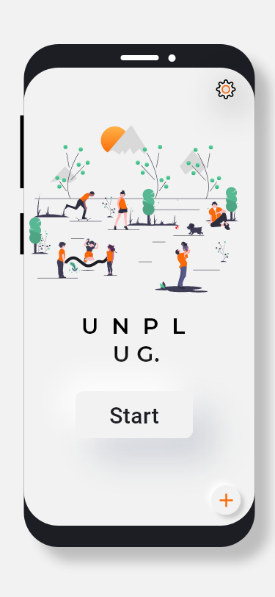 U N P L
U G.
Start
+